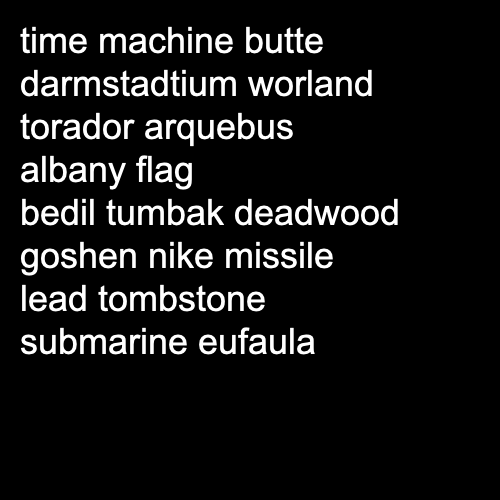 time machine butte
darmstadtium worland
torador arquebus
albany flag
bedil tumbak deadwood
goshen nike missile
lead tombstone
submarine eufaula